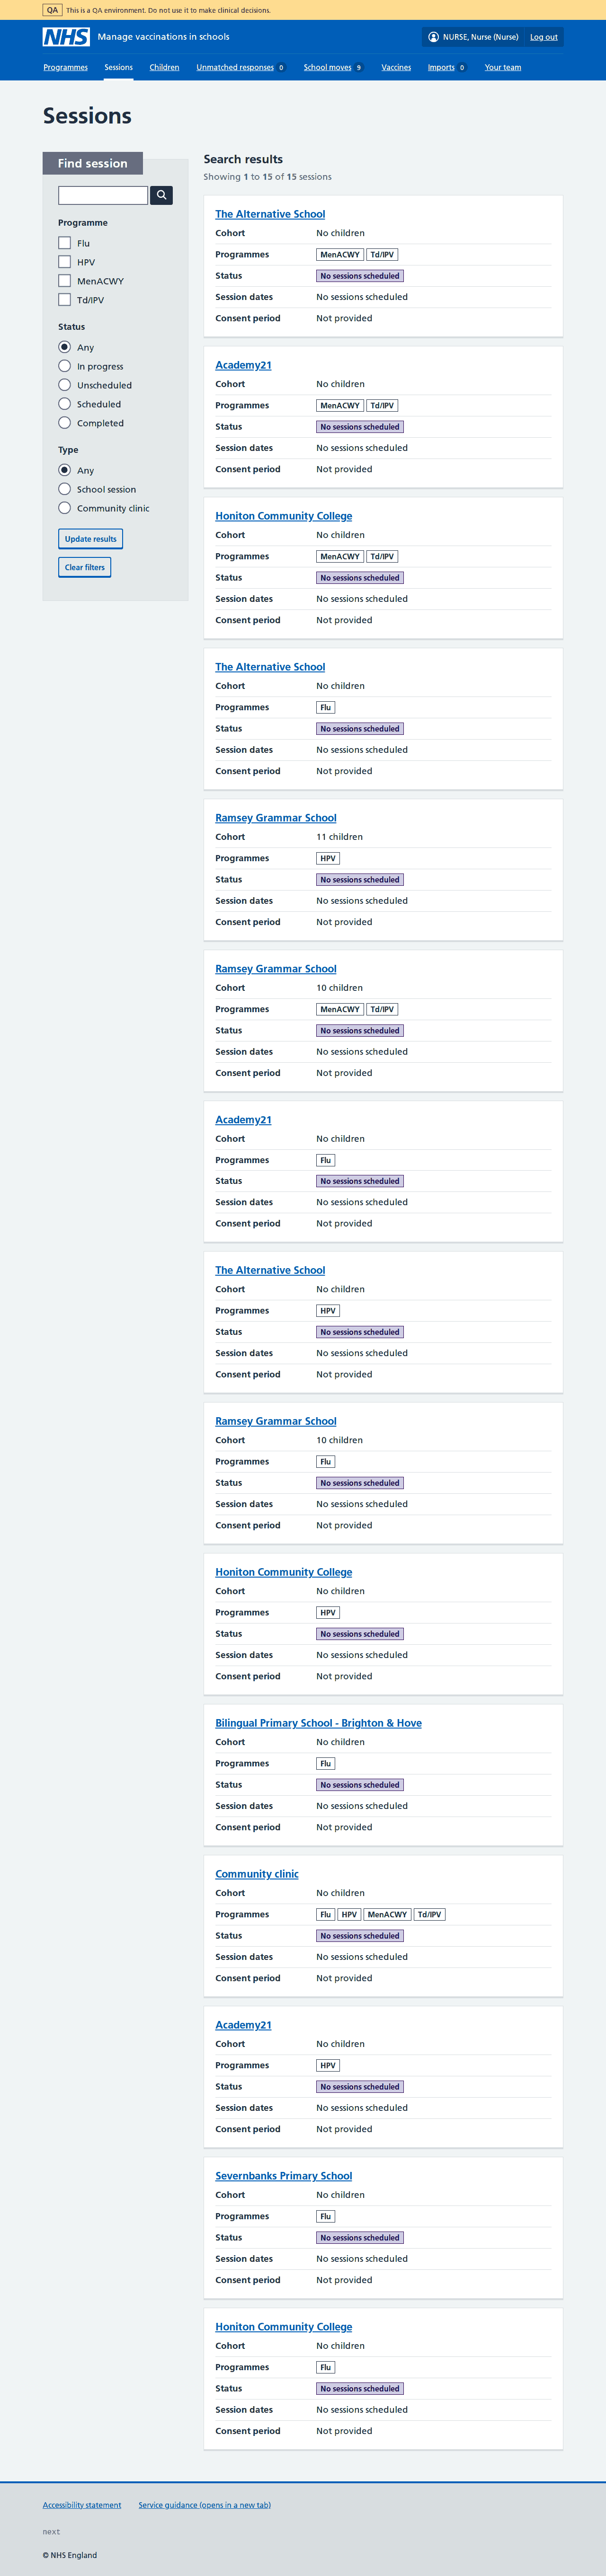 QA This is a QA environment. Do not use it to make clinical decisions.
NHS Manage vaccinations in schools
NURSE, Nurse (Nurse) Log out
Programmes Sessions Children Unmatched responses 0 School moves 9 Vaccines Imports 0 Your team
Sessions
Find session
Programme
Flu
HPV
MenACWY
Td/IPV
Status
Any
In progress
Unscheduled
Scheduled
Completed
Type
Any
School session
Community clinic
Update results
Clear filters
Search results
Showing 1 to 15 of 15 sessions
The Alternative School
Cohort No children
Programmes MenACWY Td/IPV
Status No sessions scheduled
Session dates No sessions scheduled
Consent period Not provided
Academy21
Cohort No children
Programmes MenACWY Td/IPV
Status No sessions scheduled
Session dates No sessions scheduled
Consent period Not provided
Honiton Community College
Cohort No children
Programmes MenACWY Td/IPV
Status No sessions scheduled
Session dates No sessions scheduled
Consent period Not provided
The Alternative School
Cohort No children
Programmes Flu
Status No sessions scheduled
Session dates No sessions scheduled
Consent period Not provided
Ramsey Grammar School
Cohort 11 children
Programmes HPV
Status No sessions scheduled
Session dates No sessions scheduled
Consent period Not provided
Ramsey Grammar School
Cohort 10 children
Programmes MenACWY Td/IPV
Status No sessions scheduled
Session dates No sessions scheduled
Consent period Not provided
Academy21
Cohort No children
Programmes Flu
Status No sessions scheduled
Session dates No sessions scheduled
Consent period Not provided
The Alternative School
Cohort No children
Programmes HPV
Status No sessions scheduled
Session dates No sessions scheduled
Consent period Not provided
Ramsey Grammar School
Cohort 10 children
Programmes Flu
Status No sessions scheduled
Session dates No sessions scheduled
Consent period Not provided
Honiton Community College
Cohort No children
Programmes HPV
Status No sessions scheduled
Session dates No sessions scheduled
Consent period Not provided
Bilingual Primary School - Brighton & Hove
Cohort No children
Programmes Flu
Status No sessions scheduled
Session dates No sessions scheduled
Consent period Not provided
Community clinic
Cohort No children
Programmes Flu HPV MenACWY Td/IPV
Status No sessions scheduled
Session dates No sessions scheduled
Consent period Not provided
Academy21
Cohort No children
Programmes HPV
Status No sessions scheduled
Session dates No sessions scheduled
Consent period Not provided
Severnbanks Primary School
Cohort No children
Programmes Flu
Status No sessions scheduled
Session dates No sessions scheduled
Consent period Not provided
Honiton Community College
Cohort No children
Programmes Flu
Status No sessions scheduled
Session dates No sessions scheduled
Consent period Not provided
Accessibility statement Service guidance (opens in a new tab)
next
© NHS England